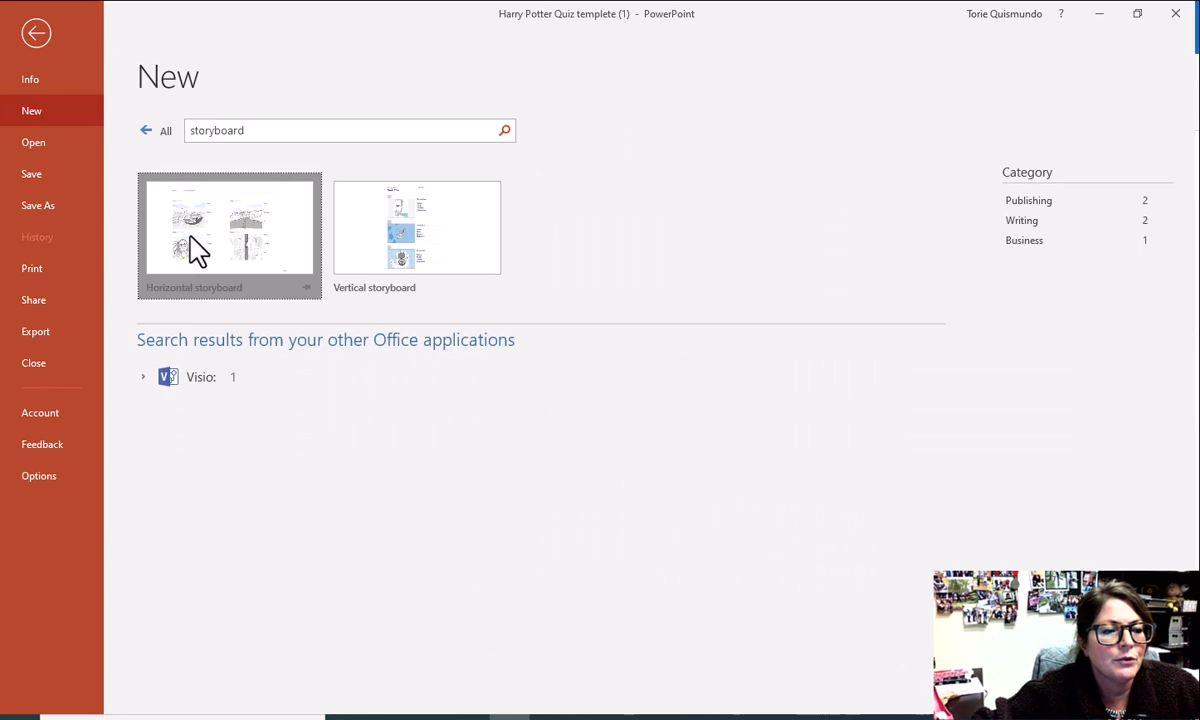 Harry Potter Quiz templete (1) - PowerPoint
Torie Quismundo
?
Info
New
Open
Save
Save As
History
Print
Share
Export
Close
Account
Feedback
Options
New
All
storyboard
Horizontal storyboard
Vertical storyboard
Search results from your other Office applications
Visio: 1
Category
Publishing 2
Writing 2
Business 1